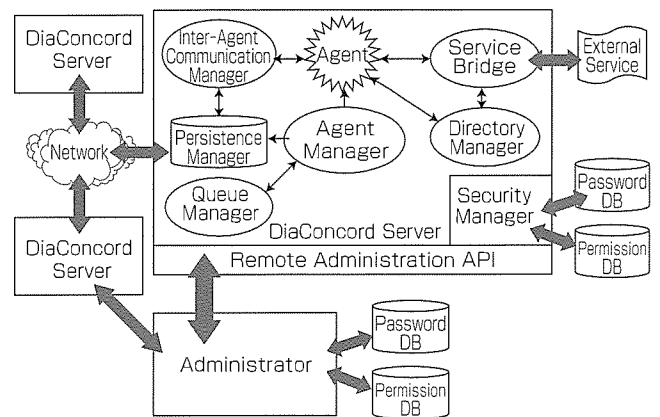 DiaConcord
Server
Network
DiaConcord
Server
Inter-Agent
Communication
Manager
Agent
Service
Bridge
External
Service
Persistence
Manager
Agent
Manager
Directory
Manager
Queue
Manager
DiaConcord Server
Security
Manager
Password
DB
Permission
DB
Remote Administration API
Administrator
Password
DB
Permission
DB